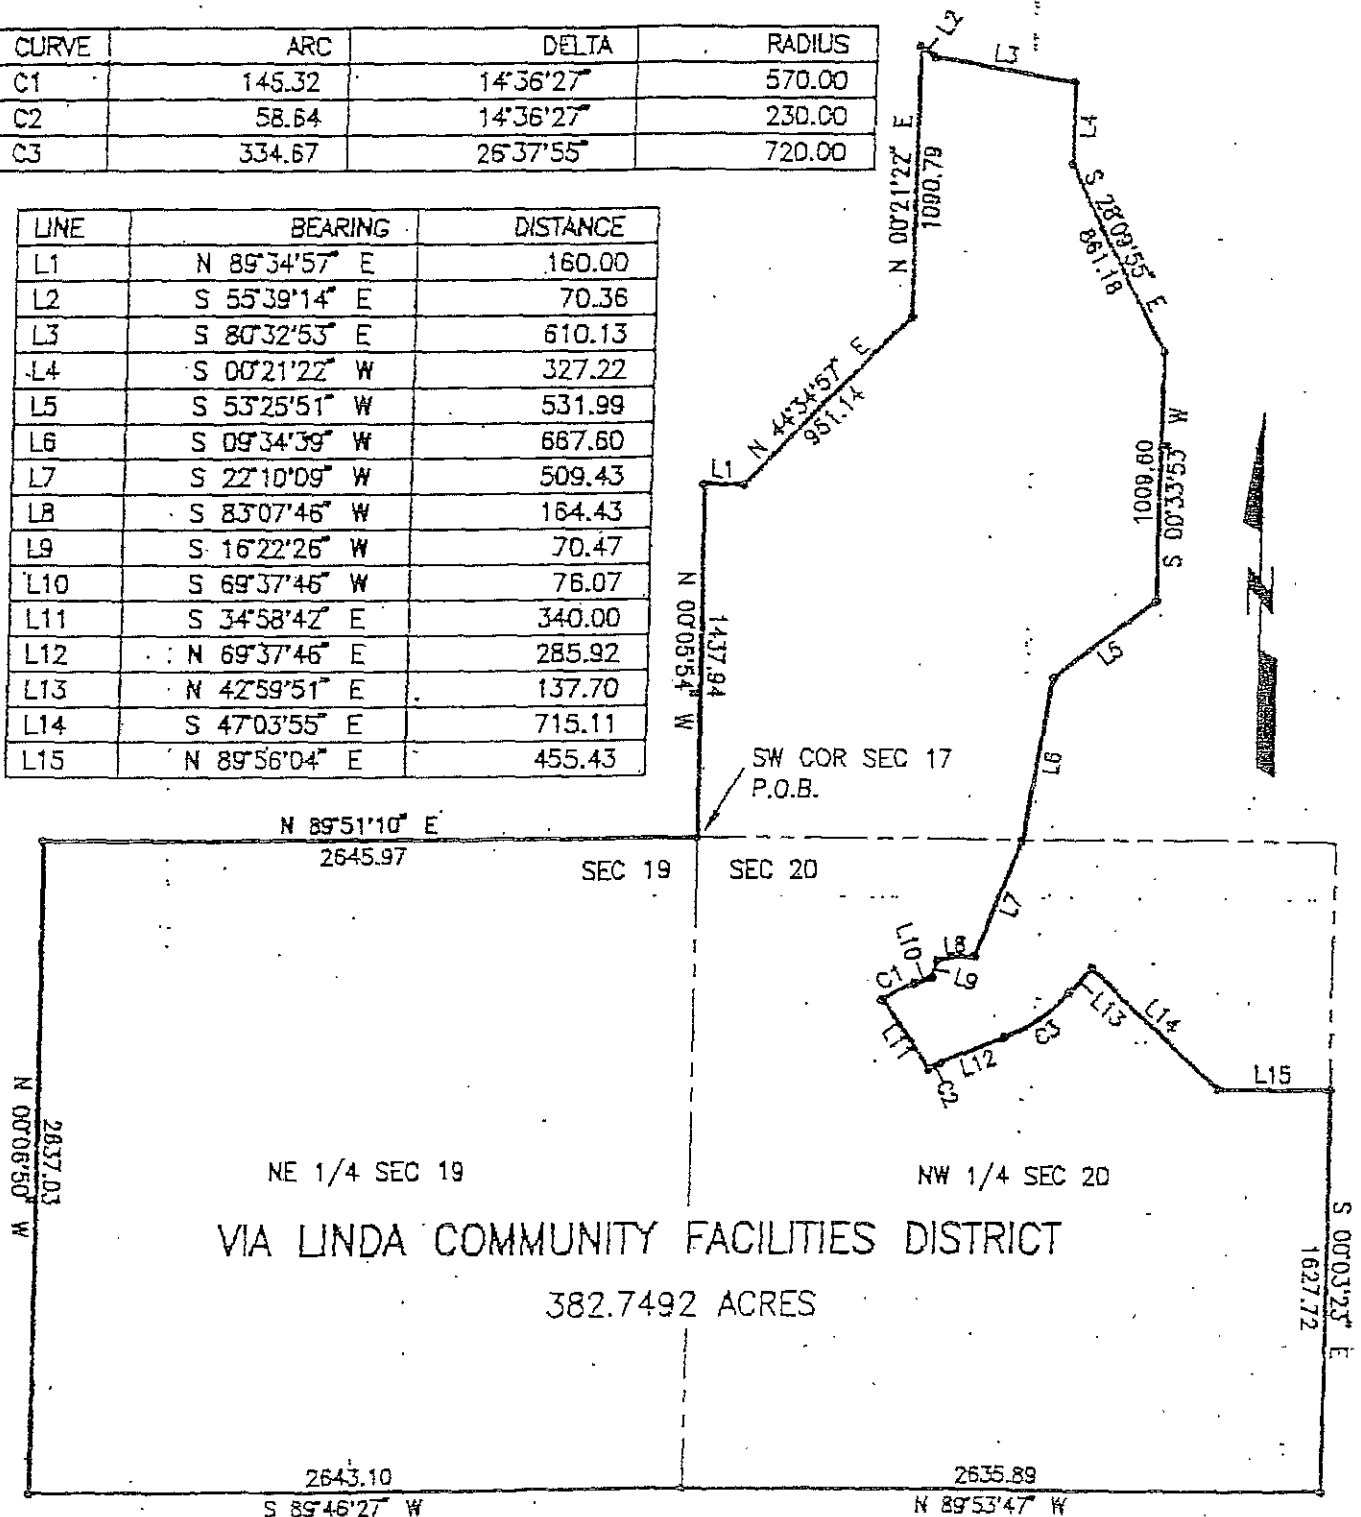 CURVE ARC DELTA RADIUS
C1 145.32 14°36'27" 570.00
C2 58.64 14°36'27" 230.00
C3 334.67 26°37'55" 720.00
LINE BEARING DISTANCE
L1 N 89°34'57" E 160.00
L2 S 55°39'14" E 70.36
L3 S 80°32'53" E 610.13
L4 S 00°21'22" W 327.22
L5 S 53°25'51" W 531.99
L6 S 09°34'39" W 667.60
L7 S 22°10'09" W 509.43
L8 S 83°07'46" W 164.43
L9 S 16°22'26" W 70.47
L10 S 69°37'46" W 76.07
L11 S 34°58'42" E 340.00
L12 N 69°37'46" E 285.92
L13 N 42°59'51" E 137.70
L14 S 47°03'55" E 715.11
L15 N 89°56'04" E 455.43
L2
L3
L4
N 00°21'22" E
1090.79
S 28°09'55" E
861.18
N 44°34'57" E
951.14
L1
S 00°33'53" W
1009.60
N
L5
N 00°05'54" W
1437.94
L6
SW COR SEC 17
P.O.B.
N 89°51'10" E
2645.97
SEC 19
SEC 20
L7
L10
L8
L9
C1
L11
C2
L12
C3
L13
L14
L15
N 00°06'50" W
2637.03
NE 1/4 SEC 19
NW 1/4 SEC 20
S 00°03'23" E
1627.72
VIA LINDA COMMUNITY FACILITIES DISTRICT
382.7492 ACRES
2643.10
S 89°46'27" W
2635.89
N 89°53'47" W